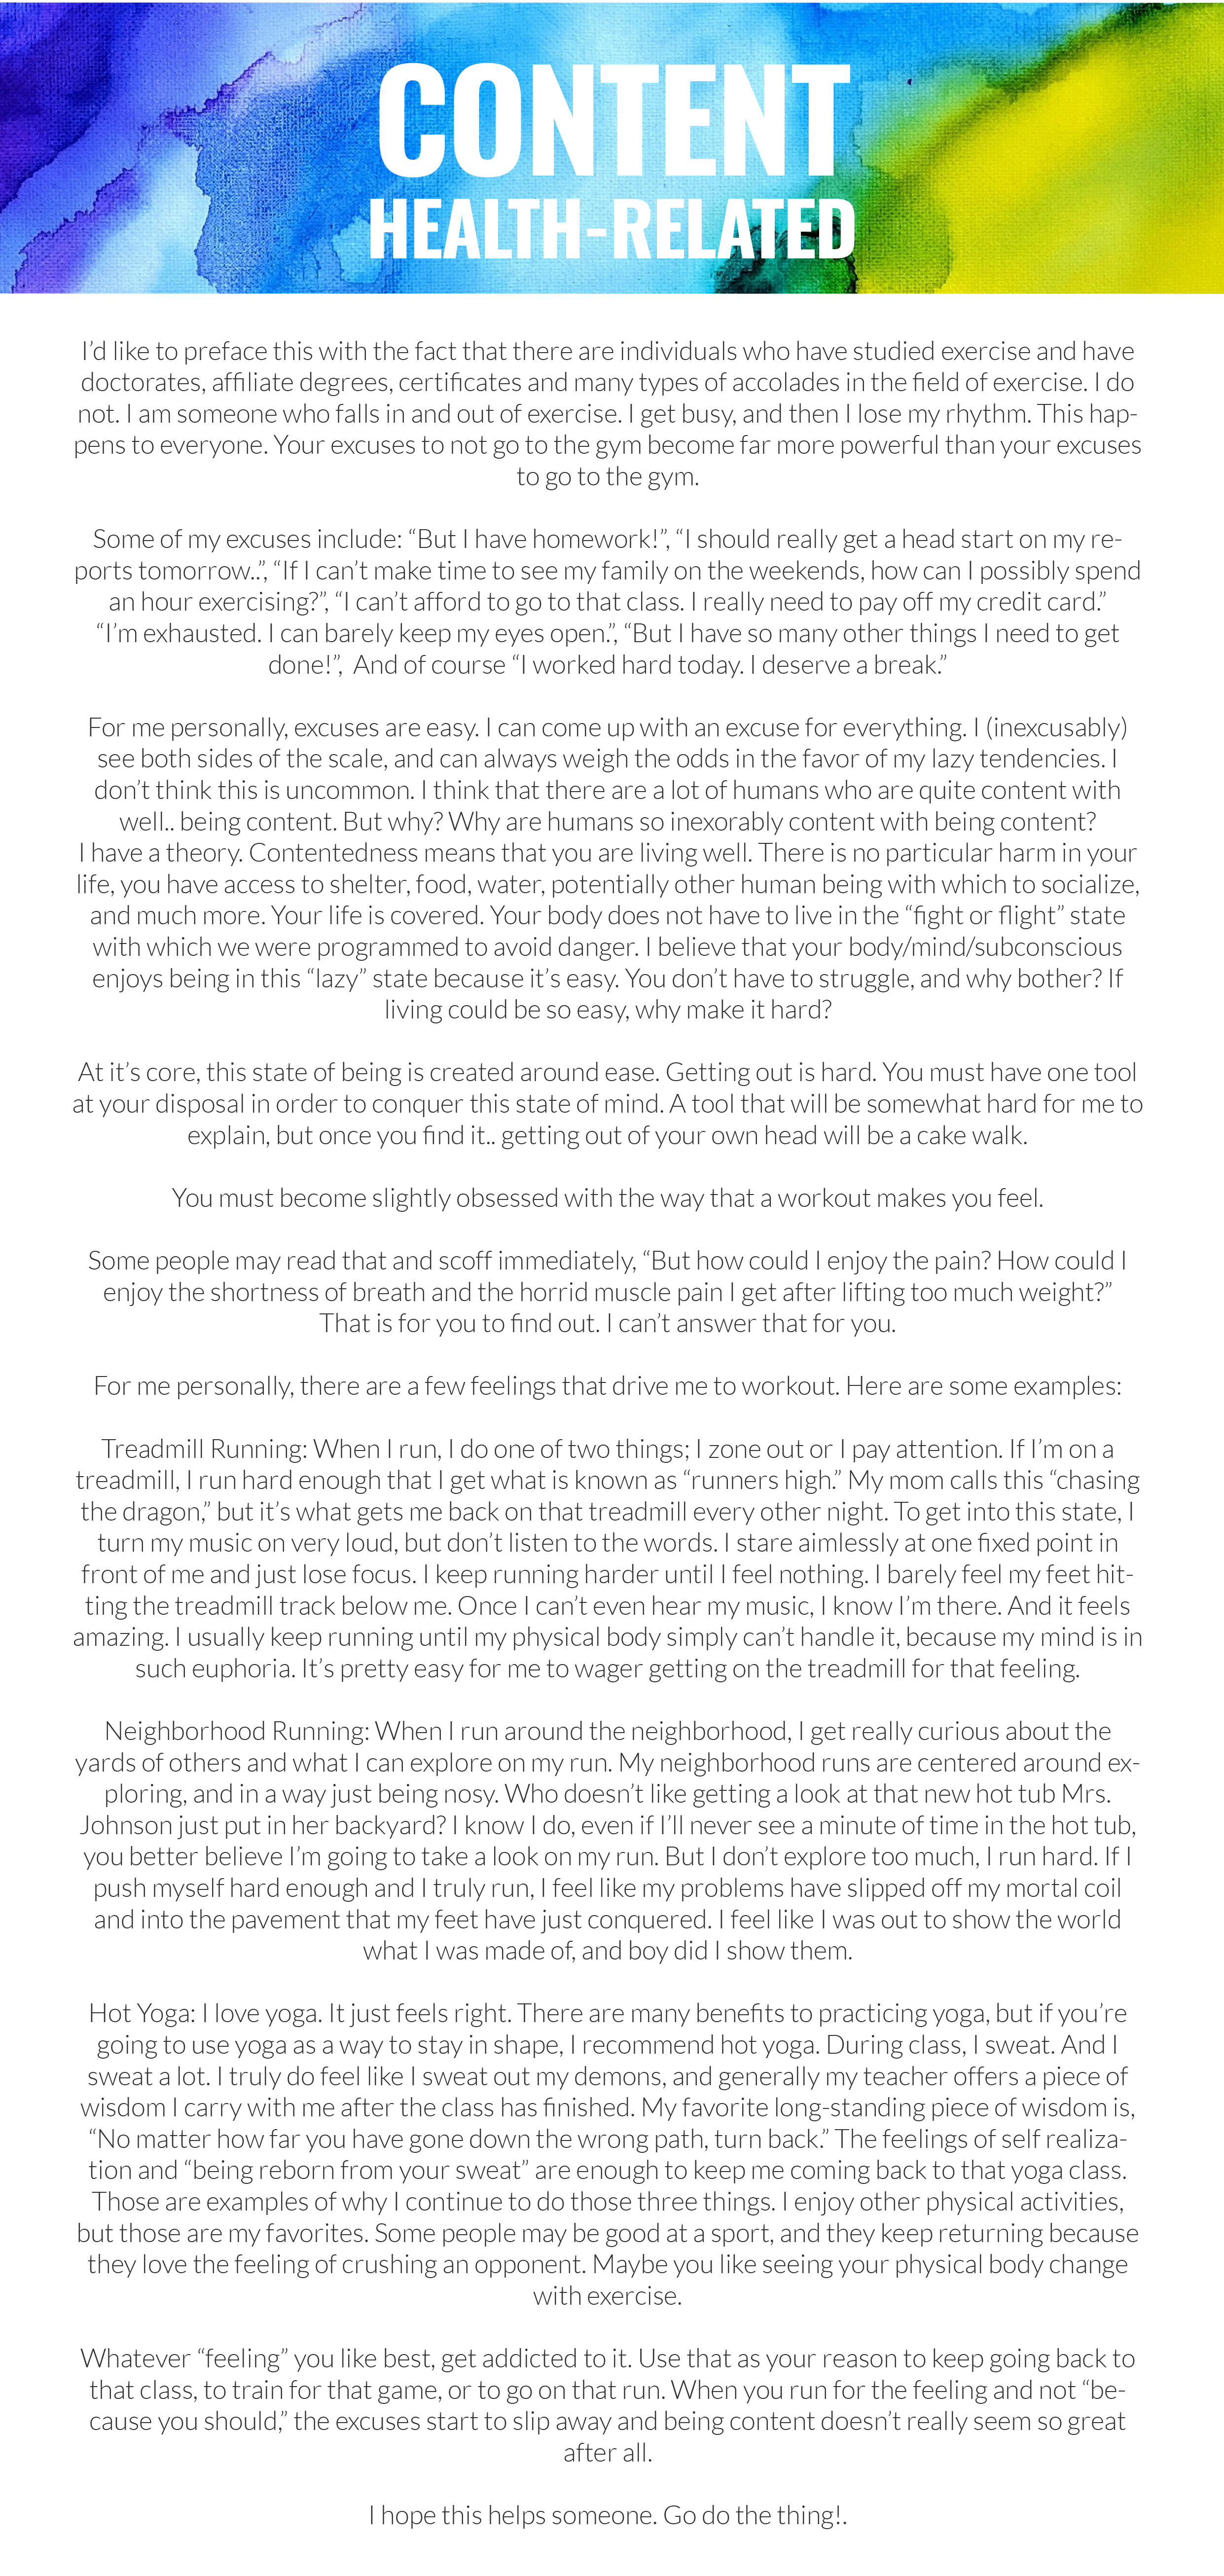 CONTENT
HEALTH-RELATED
I’d like to preface this with the fact that there are individuals who have studied exercise and have
doctorates, affiliate degrees, certificates and many types of accolades in the field of exercise. I do
not. I am someone who falls in and out of exercise. I get busy, and then I lose my rhythm. This hap-
pens to everyone. Your excuses to not go to the gym become far more powerful than your excuses
to go to the gym.
Some of my excuses include: “But I have homework!”, “I should really get a head start on my re-
ports tomorrow..”, “If I can’t make time to see my family on the weekends, how can I possibly spend
an hour exercising?”, “I can’t afford to go to that class. I really need to pay off my credit card.”
“I’m exhausted. I can barely keep my eyes open.”, “But I have so many other things I need to get
done!”,  And of course “I worked hard today. I deserve a break.”
For me personally, excuses are easy. I can come up with an excuse for everything. I (inexcusably)
see both sides of the scale, and can always weigh the odds in the favor of my lazy tendencies. I
don’t think this is uncommon. I think that there are a lot of humans who are quite content with
well.. being content. But why? Why are humans so inexorably content with being content?
I have a theory. Contentedness means that you are living well. There is no particular harm in your
life, you have access to shelter, food, water, potentially other human being with which to socialize,
and much more. Your life is covered. Your body does not have to live in the “fight or flight” state
with which we were programmed to avoid danger. I believe that your body/mind/subconscious
enjoys being in this “lazy” state because it’s easy. You don’t have to struggle, and why bother? If
living could be so easy, why make it hard?
At it’s core, this state of being is created around ease. Getting out is hard. You must have one tool
at your disposal in order to conquer this state of mind. A tool that will be somewhat hard for me to
explain, but once you find it.. getting out of your own head will be a cake walk.
You must become slightly obsessed with the way that a workout makes you feel.
Some people may read that and scoff immediately, “But how could I enjoy the pain? How could I
enjoy the shortness of breath and the horrid muscle pain I get after lifting too much weight?”
That is for you to find out. I can’t answer that for you.
For me personally, there are a few feelings that drive me to workout. Here are some examples:
Treadmill Running: When I run, I do one of two things; I zone out or I pay attention. If I’m on a
treadmill, I run hard enough that I get what is known as “runners high.” My mom calls this “chasing
the dragon,” but it’s what gets me back on that treadmill every other night. To get into this state, I
turn my music on very loud, but don’t listen to the words. I stare aimlessly at one fixed point in
front of me and just lose focus. I keep running harder until I feel nothing. I barely feel my feet hit-
ting the treadmill track below me. Once I can’t even hear my music, I know I’m there. And it feels
amazing. I usually keep running until my physical body simply can’t handle it, because my mind is in
such euphoria. It’s pretty easy for me to wager getting on the treadmill for that feeling.
Neighborhood Running: When I run around the neighborhood, I get really curious about the
yards of others and what I can explore on my run. My neighborhood runs are centered around ex-
ploring, and in a way just being nosy. Who doesn’t like getting a look at that new hot tub Mrs.
Johnson just put in her backyard? I know I do, even if I’ll never see a minute of time in the hot tub,
you better believe I’m going to take a look on my run. But I don’t explore too much, I run hard. If I
push myself hard enough and I truly run, I feel like my problems have slipped off my mortal coil
and into the pavement that my feet have just conquered. I feel like I was out to show the world
what I was made of, and boy did I show them.
Hot Yoga: I love yoga. It just feels right. There are many benefits to practicing yoga, but if you’re
going to use yoga as a way to stay in shape, I recommend hot yoga. During class, I sweat. And I
sweat a lot. I truly do feel like I sweat out my demons, and generally my teacher offers a piece of
wisdom I carry with me after the class has finished. My favorite long-standing piece of wisdom is,
“No matter how far you have gone down the wrong path, turn back.” The feelings of self realiza-
tion and “being reborn from your sweat” are enough to keep me coming back to that yoga class.
Those are examples of why I continue to do those three things. I enjoy other physical activities,
but those are my favorites. Some people may be good at a sport, and they keep returning because
they love the feeling of crushing an opponent. Maybe you like seeing your physical body change
with exercise.
Whatever “feeling” you like best, get addicted to it. Use that as your reason to keep going back to
that class, to train for that game, or to go on that run. When you run for the feeling and not “be-
cause you should,” the excuses start to slip away and being content doesn’t really seem so great
after all.
I hope this helps someone. Go do the thing!.